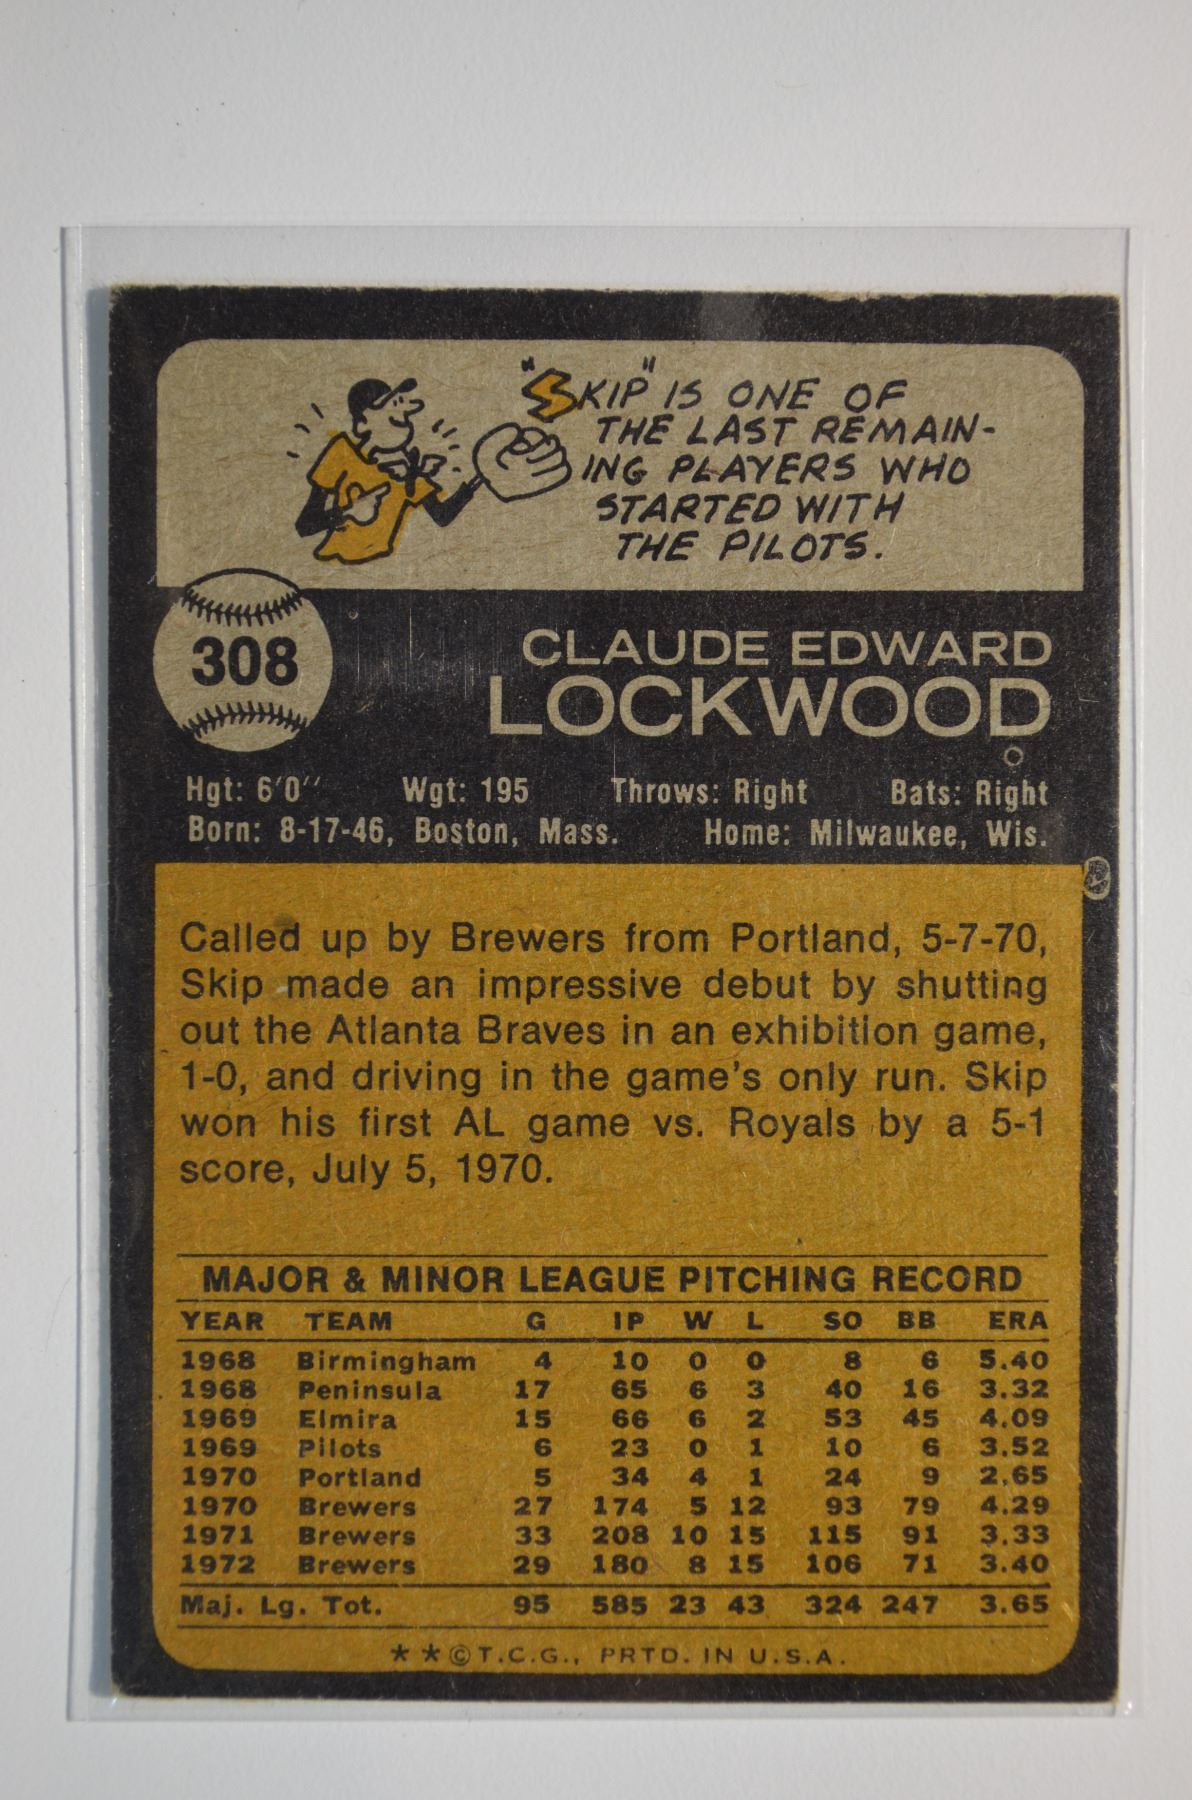 "SKIP" IS ONE OF
THE LAST REMAIN-
ING PLAYERS WHO
STARTED WITH
THE PILOTS.
308
CLAUDE EDWARD
LOCKWOOD
Hgt: 6'0'' Wgt: 195 Throws: Right Bats: Right
Born: 8-17-46, Boston, Mass. Home: Milwaukee, Wis.
Called up by Brewers from Portland, 5-7-70,
Skip made an impressive debut by shutting
out the Atlanta Braves in an exhibition game,
1-0, and driving in the game's only run. Skip
won his first AL game vs. Royals by a 5-1
score, July 5, 1970.
MAJOR & MINOR LEAGUE PITCHING RECORD
YEAR TEAM G IP W L SO BB ERA
1968 Birmingham 4 10 0 0 8 6 5.40
1968 Peninsula 17 65 6 3 40 16 3.32
1969 Elmira 15 66 6 2 53 45 4.09
1969 Pilots 6 23 0 1 10 6 3.52
1970 Portland 5 34 4 1 24 9 2.65
1970 Brewers 27 174 5 12 93 79 4.29
1971 Brewers 33 208 10 15 115 91 3.33
1972 Brewers 29 180 8 15 106 71 3.40
Maj. Lg. Tot. 95 585 23 43 324 247 3.65
**©T.C.G., PRTD. IN U.S.A.